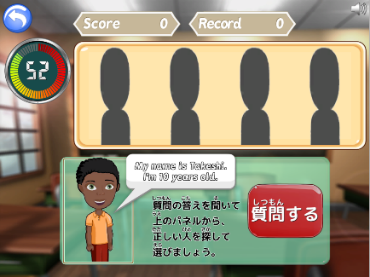 Score 0 Record 0
52
My name is Takeshi.
I'm 10 years old.
質問の答えを聞いて
上のパネルから、
正しい人を探して
選びましょう。
しつもん
質問する